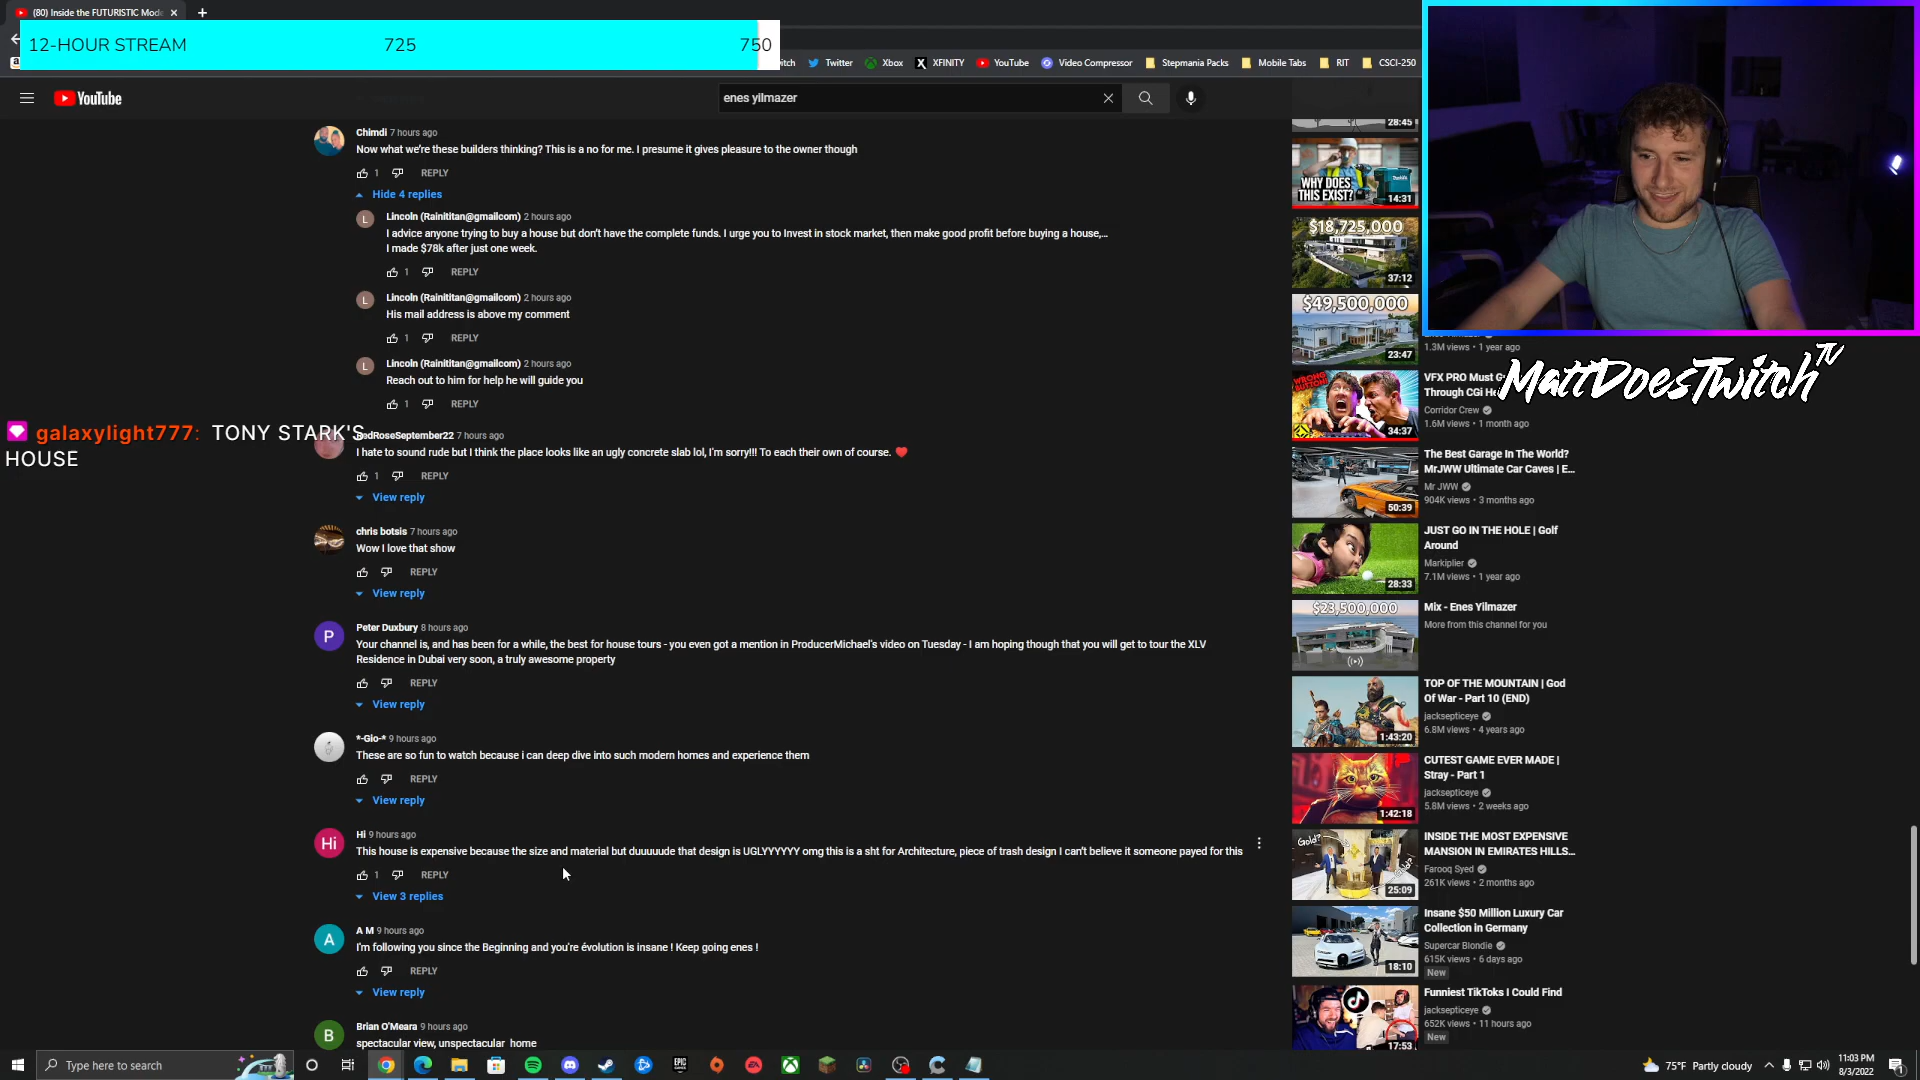 (80) Inside the FUTURISTIC Mod
12-HOUR STREAM 725 750
Twitter Xbox XFINITY YouTube Video Compressor Stepmania Packs Mobile Tabs RIT CSCI-250
YouTube
enes yilmazer
Chimdi 7 hours ago
Now what we're these builders thinking? This is a no for me. I presume it gives pleasure to the owner though
1 REPLY
Hide 4 replies
L
Lincoln (Rainititan@gmailcom) 2 hours ago
I advice anyone trying to buy a house but don't have the complete funds. I urge you to Invest in stock market, then make good profit before buying a house,...
I made $78k after just one week.
1 REPLY
L
Lincoln (Rainititan@gmailcom) 2 hours ago
His mail address is above my comment
1 REPLY
L
Lincoln (Rainititan@gmailcom) 2 hours ago
Reach out to him for help he will guide you
1 REPLY
galaxylight777: TONY STARK'S
HOUSE
edRoseSeptember22 7 hours ago
I hate to sound rude but I think the place looks like an ugly concrete slab lol, I'm sorry!!! To each their own of course. ❤
1 REPLY
View reply
chris botsis 7 hours ago
Wow I love that show
REPLY
View reply
P
Peter Duxbury 8 hours ago
Your channel is, and has been for a while, the best for house tours - you even got a mention in ProducerMichael's video on Tuesday - I am hoping though that you will get to tour the XLV
Residence in Dubai very soon, a truly awesome property
REPLY
View reply
*-Gio-* 9 hours ago
These are so fun to watch because i can deep dive into such modern homes and experience them
REPLY
View reply
Hi
Hi 9 hours ago
This house is expensive because the size and material but duuuuude that design is UGLYYYYYY omg this is a sht for Architecture, piece of trash design I can't believe it someone payed for this
1 REPLY
View 3 replies
A
A M 9 hours ago
I'm following you since the Beginning and you're évolution is insane ! Keep going enes !
REPLY
View reply
B
Brian O'Meara 9 hours ago
spectacular view, unspectacular home
28:45
WHY DOES
THIS EXIST?
14:31
$18,725,000
37:12
$49,500,000
23:47
1.3M views • 1 year ago
MattDoesTwitchTV
WRONG
BUTTON!
34:37
VFX PRO Must G
Through CGi He
Corridor Crew
1.6M views • 1 month ago
50:39
The Best Garage In The World?
MrJWW Ultimate Car Caves | E...
Mr JWW
904K views • 3 months ago
28:33
JUST GO IN THE HOLE | Golf
Around
Markiplier
7.1M views • 1 year ago
$23,500,000
Mix - Enes Yilmazer
More from this channel for you
1:43:20
TOP OF THE MOUNTAIN | God
Of War - Part 10 (END)
jacksepticeye
6.8M views • 4 years ago
1:42:18
CUTEST GAME EVER MADE |
Stray - Part 1
jacksepticeye
5.8M views • 2 weeks ago
Gold?
25:09
INSIDE THE MOST EXPENSIVE
MANSION IN EMIRATES HILLS...
Farooq Syed
261K views • 2 months ago
18:10
Insane $50 Million Luxury Car
Collection in Germany
Supercar Blondie
615K views • 6 days ago
New
17:53
Funniest TikToks I Could Find
jacksepticeye
652K views • 11 hours ago
New
Type here to search
EPIC
EA
75°F Partly cloudy
11:03 PM
8/3/2022
1